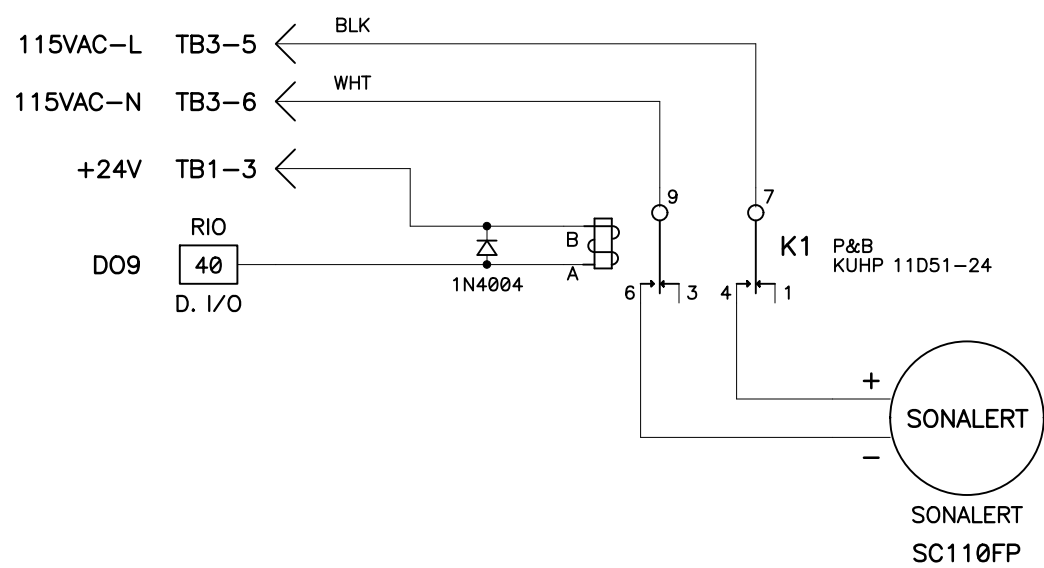 BLK
115VAC-L TB3-5
WHT
115VAC-N TB3-6
+24V TB1-3
9 7
RIO
B
K1 P&B
KUHP 11D51-24
DO9 40
A
1N4004
D. I/O
6 3 4 1
+
SONALERT
-
SONALERT
SC110FP